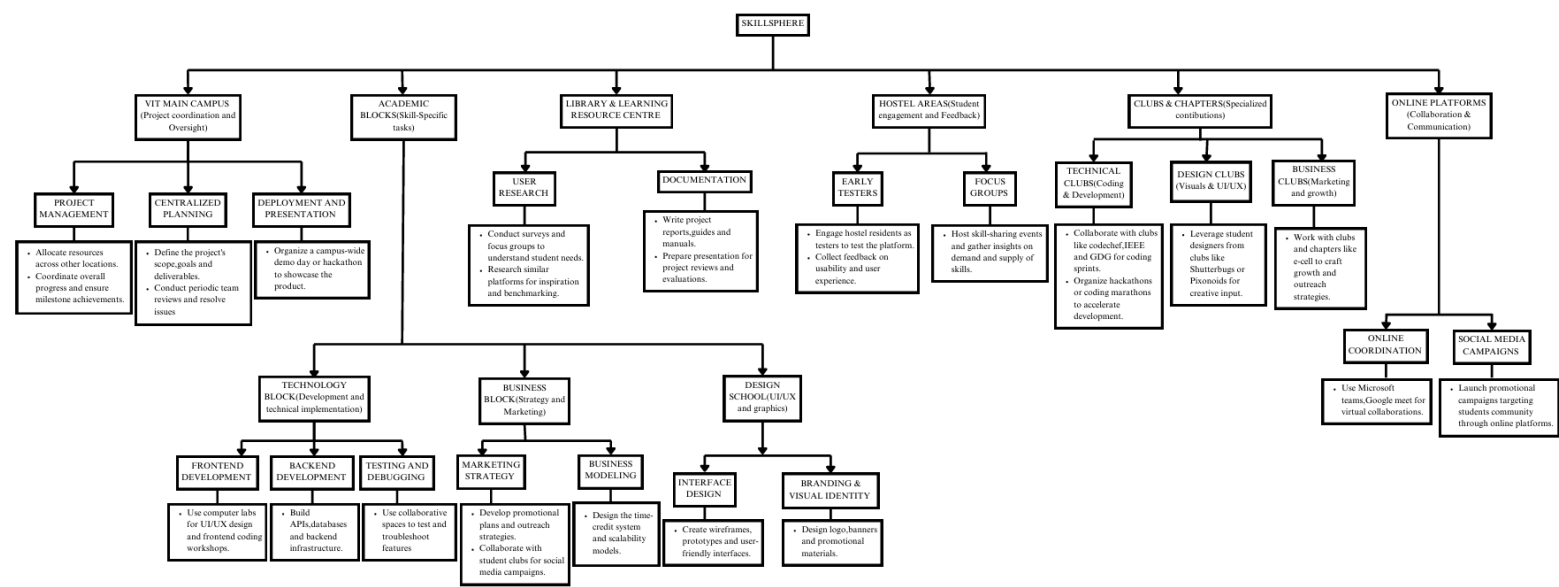 SKILLSPHERE
VIT MAIN CAMPUS
(Project coordination and
Oversight)
ACADEMIC
BLOCKS(Skill-Specific
tasks)
LIBRARY & LEARNING
RESOURCE CENTRE
HOSTEL AREAS(Student
engagement and Feedback)
CLUBS & CHAPTERS(Specialized
contibutions)
ONLINE PLATFORMS
(Collaboration &
Communication)
PROJECT
MANAGEMENT
• Allocate resources
across other locations.
• Coordinate overall
progress and ensure
milestone achievements.
CENTRALIZED
PLANNING
• Define the project's
scope,goals and
deliverables.
• Conduct periodic team
reviews and resolve
issues
DEPLOYMENT AND
PRESENTATION
• Organize a campus-wide
demo day or hackathon
to showcase the
product.
USER
RESEARCH
• Conduct surveys and
focus groups to
understand student needs.
• Research similar
platforms for inspiration
and benchmarking.
DOCUMENTATION
• Write project
reports,guides and
manuals.
• Prepare presentation for
project reviews and
evaluations.
EARLY
TESTERS
• Engage hostel residents as
testers to test the platform.
• Collect feedback on
usability and user
experience.
FOCUS
GROUPS
• Host skill-sharing events
and gather insights on
demand and supply of
skills.
TECHNICAL
CLUBS(Coding
& Development)
• Collaborate with clubs
like codechef,IEEE
and GDG for coding
sprints.
• Organize hackathons
or coding marathons
to accelerate
development.
DESIGN CLUBS
(Visuals & UI/UX)
• Leverage student
designers from
clubs like
Shutterbugs or
Pixonoids for
creative input.
BUSINESS
CLUBS(Marketing
and growth)
• Work with clubs
and chapters like
e-cell to craft
growth and
outreach
strategies.
ONLINE
COORDINATION
• Use Microsoft
teams,Google meet for
virtual collaborations.
SOCIAL MEDIA
CAMPAIGNS
• Launch promotional
campaigns targeting
students community
through online platforms.
TECHNOLOGY
BLOCK(Development and
technical implementation)
BUSINESS
BLOCK(Strategy and
Marketing)
DESIGN
SCHOOL(UI/UX
and graphics)
FRONTEND
DEVELOPMENT
• Use computer labs
for UI/UX design
and frontend coding
workshops.
BACKEND
DEVELOPMENT
• Build
APIs,databases
and backend
infrastructure.
TESTING AND
DEBUGGING
• Use collaborative
spaces to test and
troubleshoot
features
MARKETING
STRATEGY
• Develop promotional
plans and outreach
strategies.
• Collaborate with
student clubs for social
media campaigns.
BUSINESS
MODELING
• Design the time-
credit system
and scalability
models.
INTERFACE
DESIGN
• Create wireframes,
prototypes and user-
friendly interfaces.
BRANDING &
VISUAL IDENTITY
• Design logo,banners
and promotional
materials.